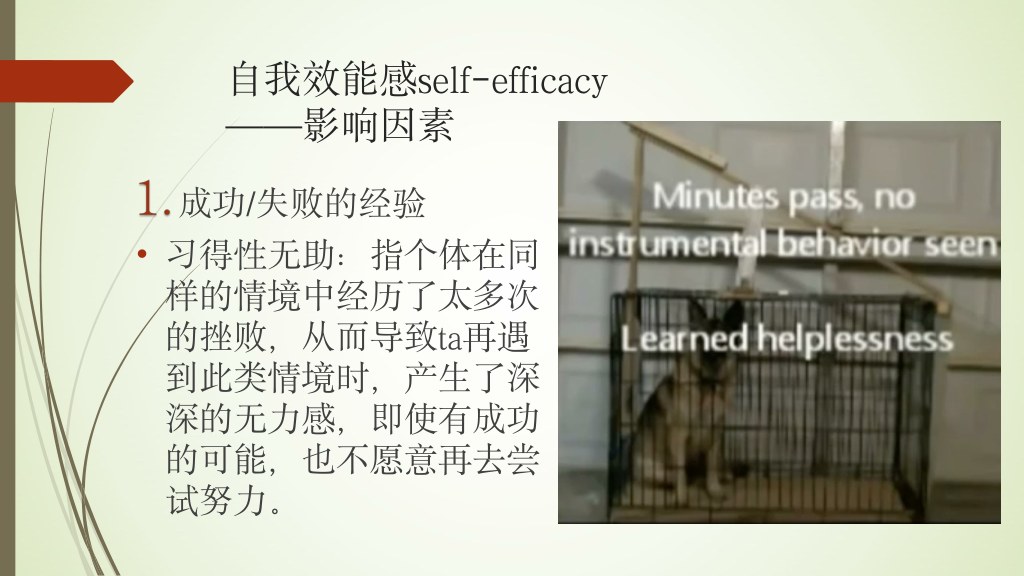 自我效能感self-efficacy
——影响因素
1. 成功/失败的经验
• 习得性无助：指个体在同
样的情境中经历了太多次
的挫败，从而导致ta再遇
到此类情境时，产生了深
深的无力感，即使有成功
的可能，也不愿意再去尝
试努力。
Minutes pass, no
instrumental behavior seen
-
Learned helplessness